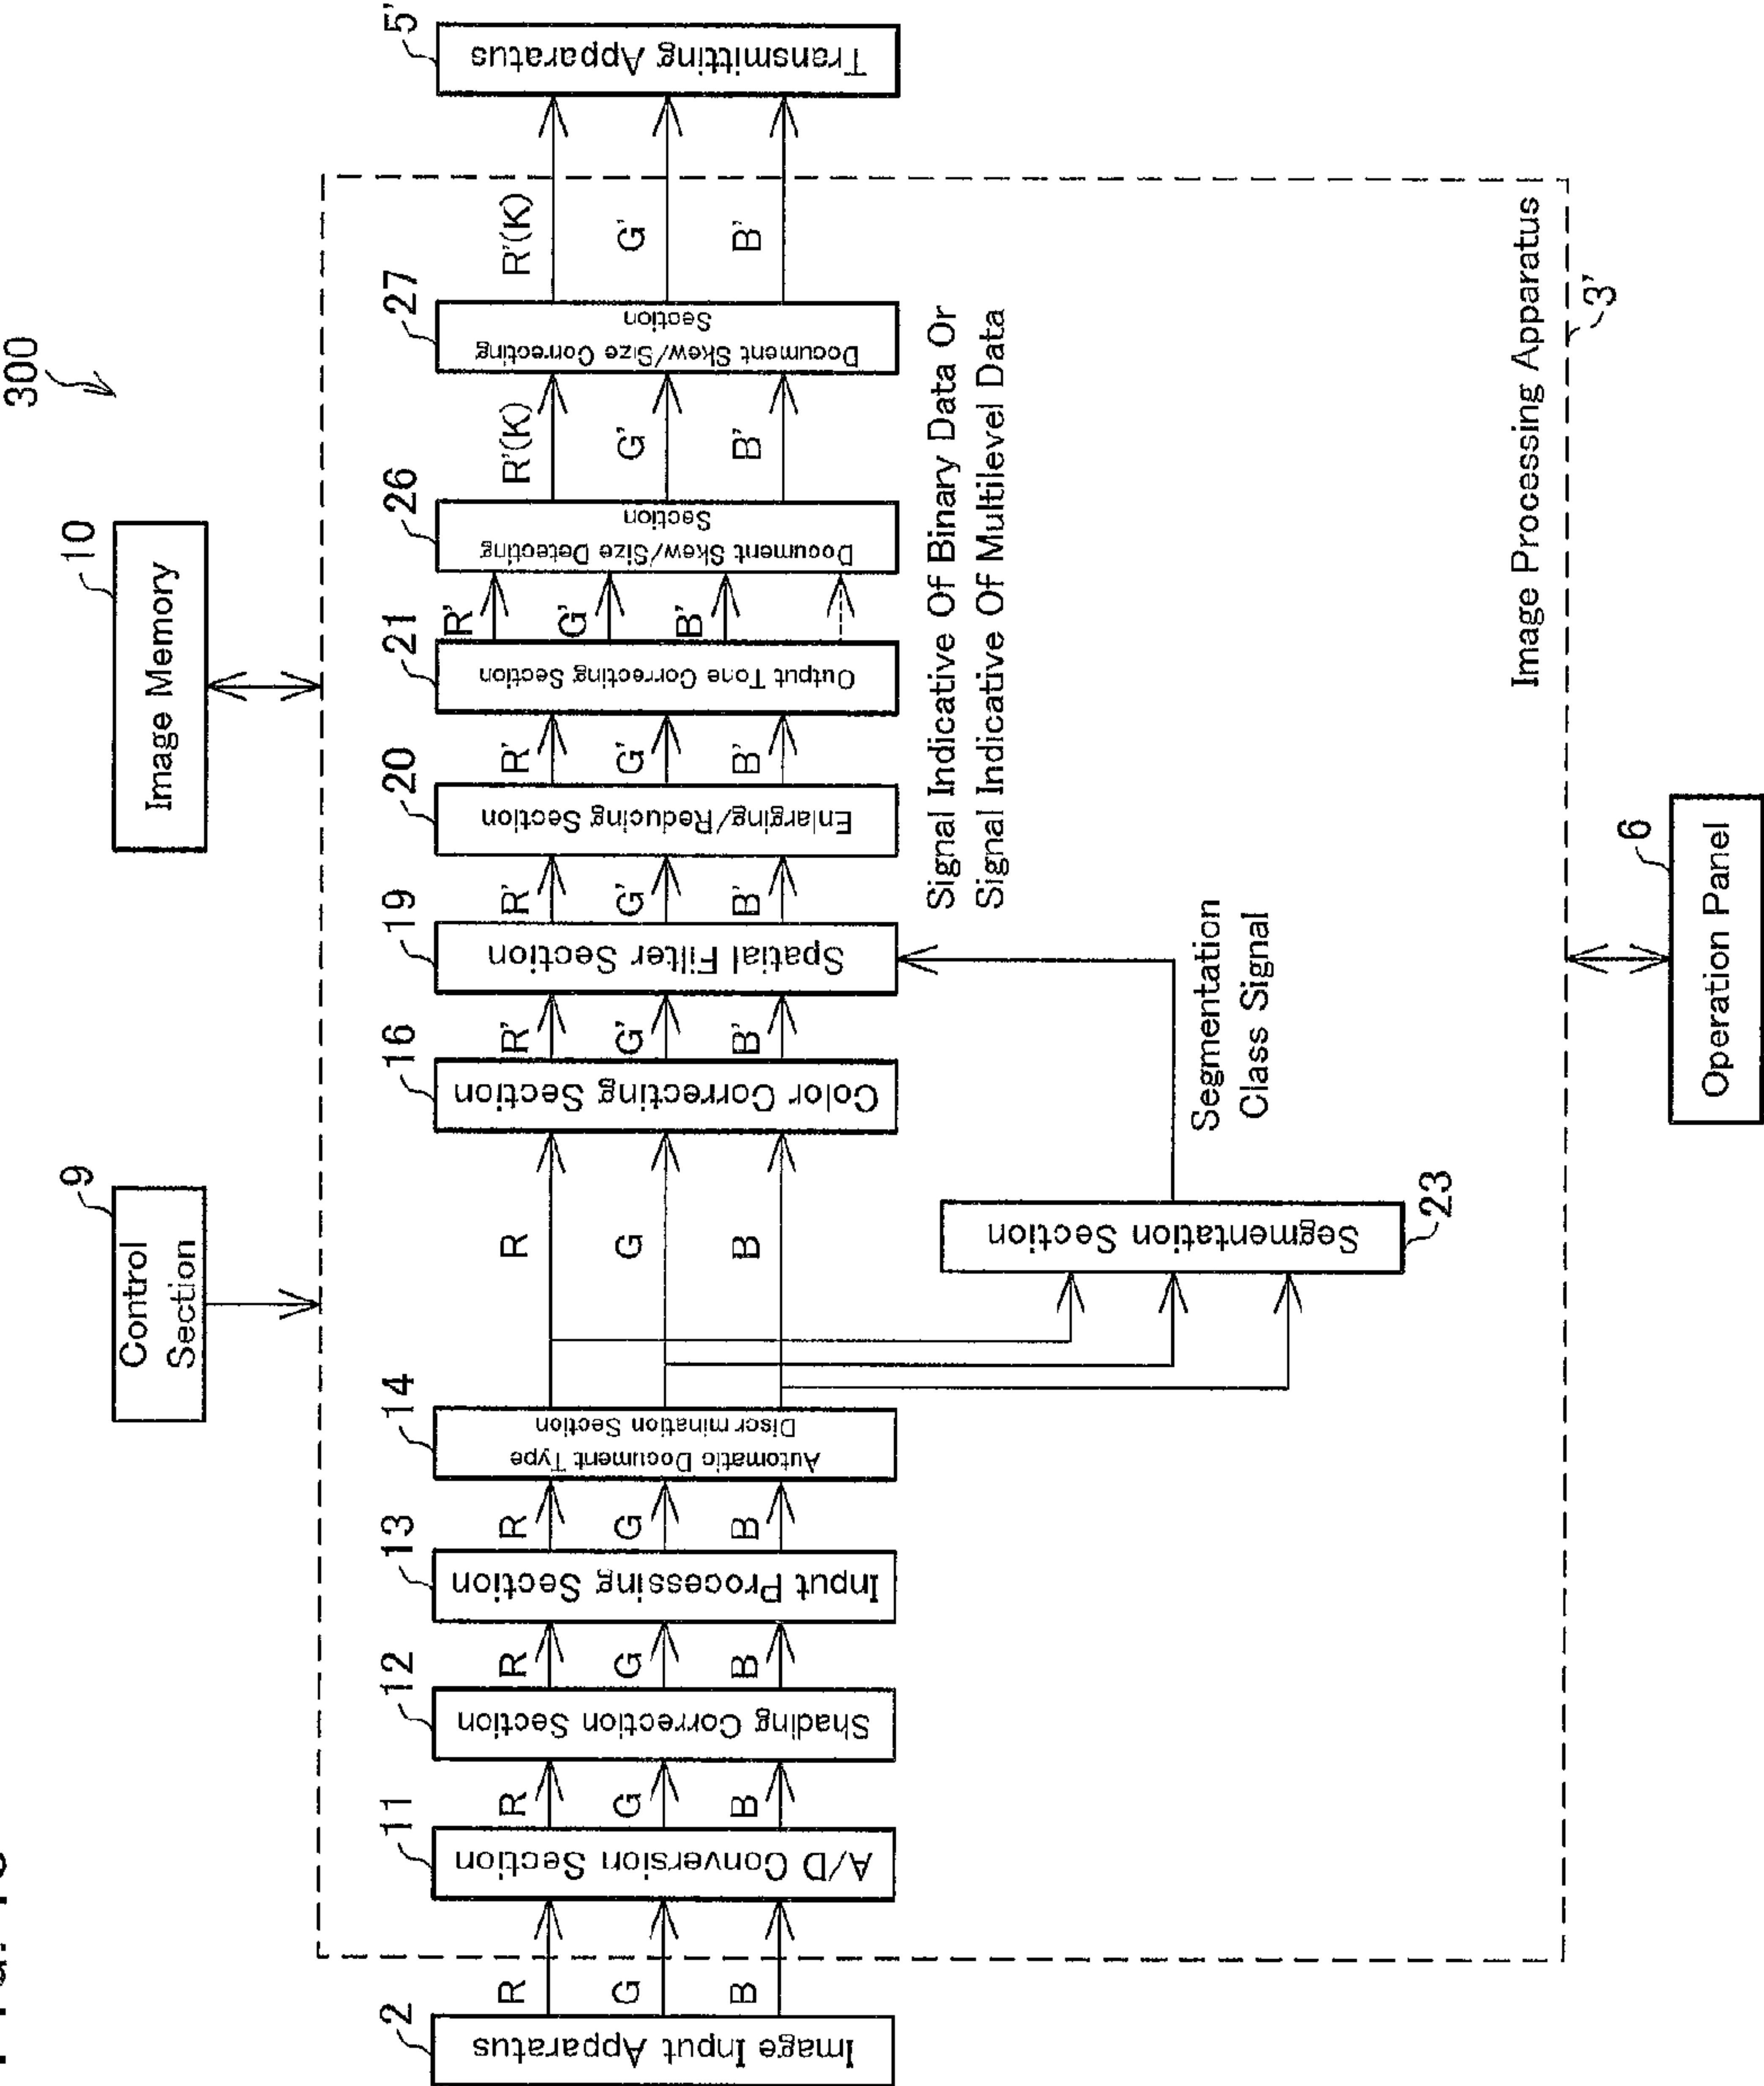 300
9
Control
Section
10
Image Memory
2
Image Input Apparatus
R
G
B
11
A/D Conversion Section
R
G
B
12
Shading Correction Section
R
G
B
13
Input Processing Section
R
G
B
14
Automatic Document Type
Discrimination Section
R
G
B
16
Color Correcting Section
R'
G'
B'
19
Spatial Filter Section
R'
G'
B'
20
Enlarging/Reducing Section
R'
G'
B'
21
Output Tone Correcting Section
R'
G'
B'
26
Document Skew/Size Detecting
Section
R'(K)
G'
B'
27
Document Skew/Size Correcting
Section
R'(K)
G'
B'
5'
Transmitting Apparatus
Signal Indicative Of Binary Data Or
Signal Indicative Of Multilevel Data
Segmentation Section
23
Segmentation
Class Signal
Image Processing Apparatus
3'
6
Operation Panel